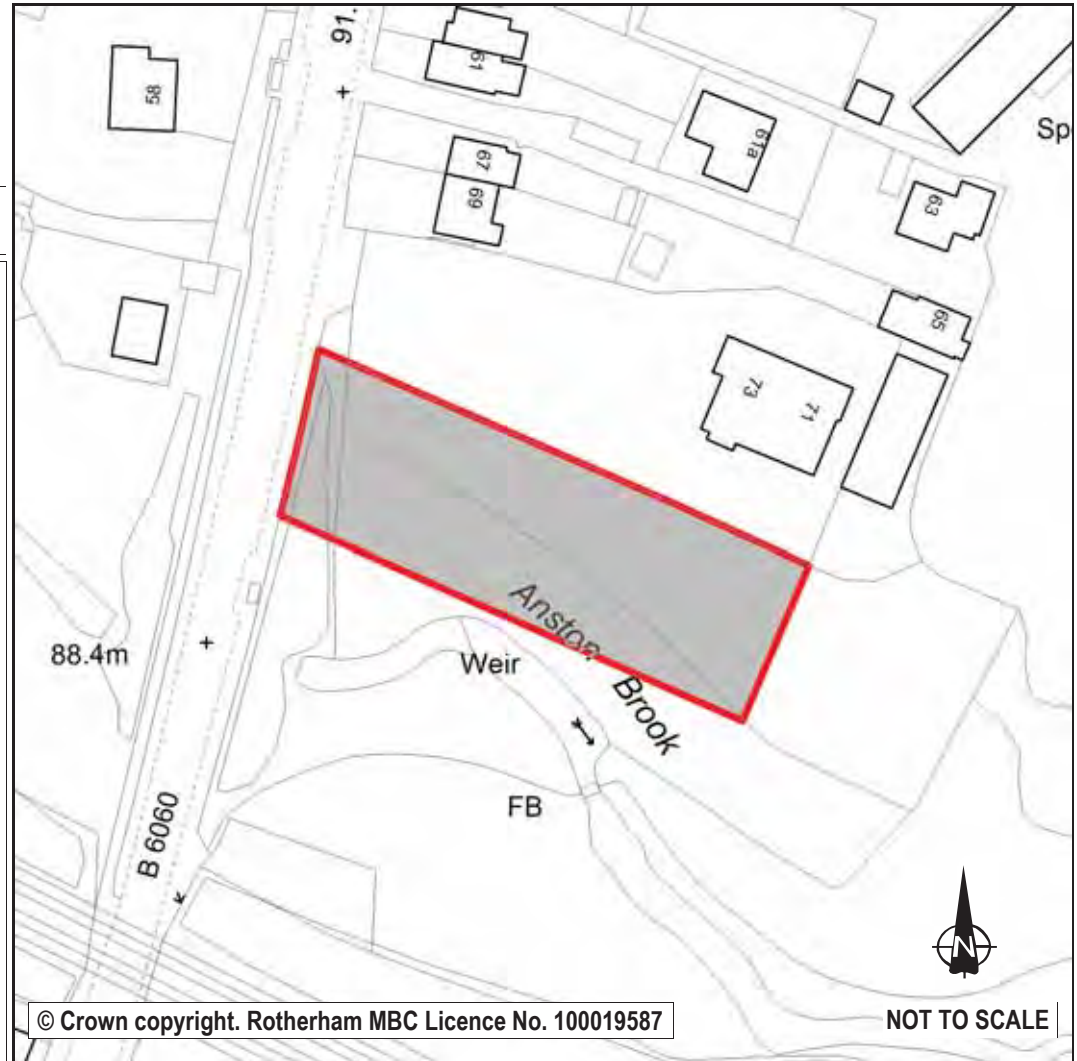 91.
58
61
61a
Sp
67
69
63
65
73
71
Anston
Brook
Weir
88.4m
FB
B 6060
N
© Crown copyright. Rotherham MBC Licence No. 100019587
NOT TO SCALE